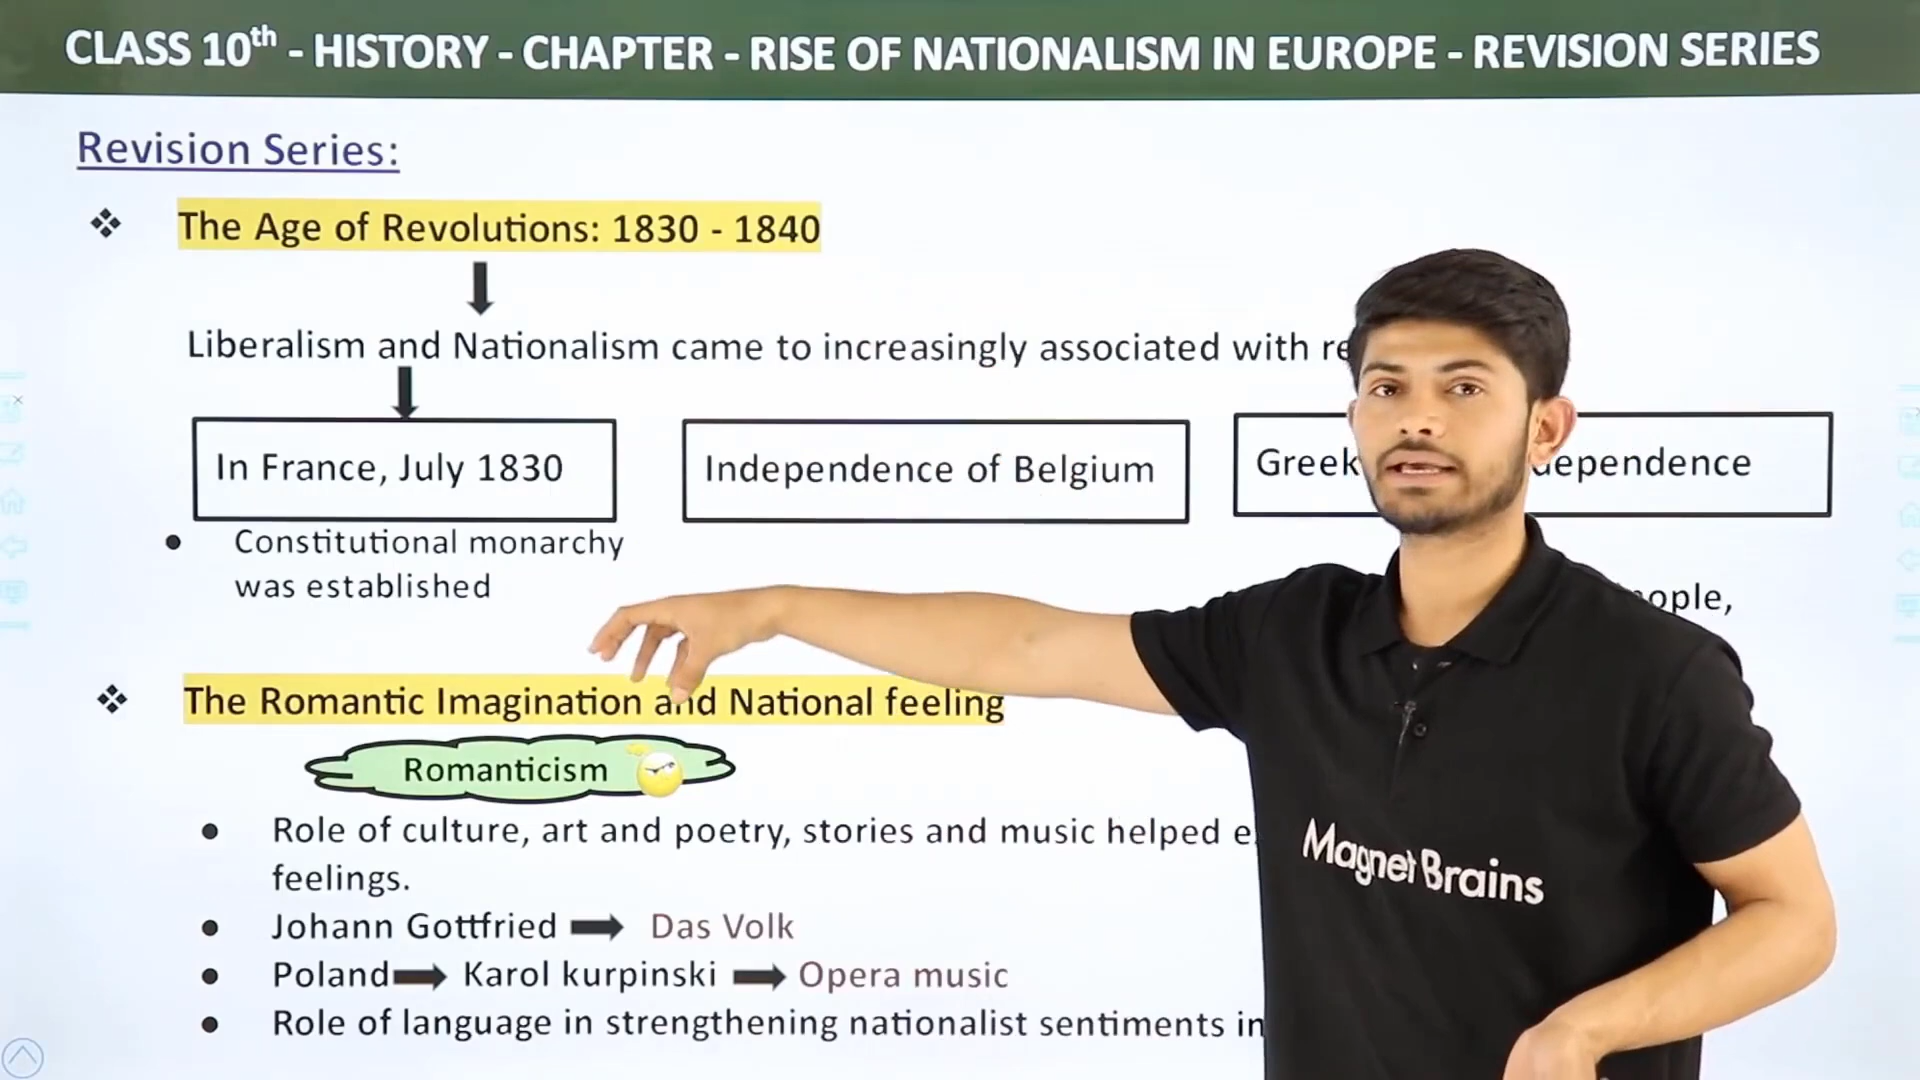 CLASS 10th - HISTORY - CHAPTER - RISE OF NATIONALISM IN EUROPE - REVISION SERIES
Revision Series:
The Age of Revolutions: 1830 - 1840
Liberalism and Nationalism came to increasingly associated with
In France, July 1830
Independence of Belgium
Greek
Constitutional monarchy
was established
The Romantic Imagination and National feeling
Romanticism
Role of culture, art and poetry, stories and music helped
feelings.
Johann Gottfried Das Volk
Poland Karol kurpinski Opera music
Role of language in strengthening nationalist sentiments in
Magnet Brains